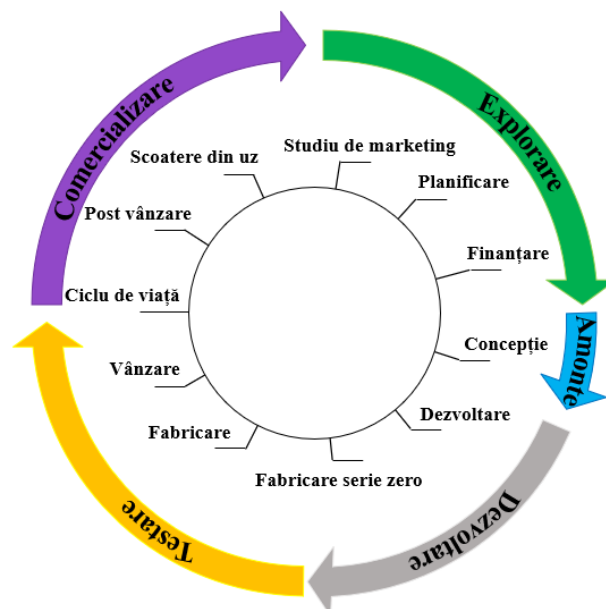 Comercializare
Explorare
Amonte
Dezvoltare
Testare
Studiu de marketing
Planificare
Finanțare
Concepție
Dezvoltare
Fabricare serie zero
Fabricare
Vânzare
Ciclu de viață
Post vânzare
Scoatere din uz